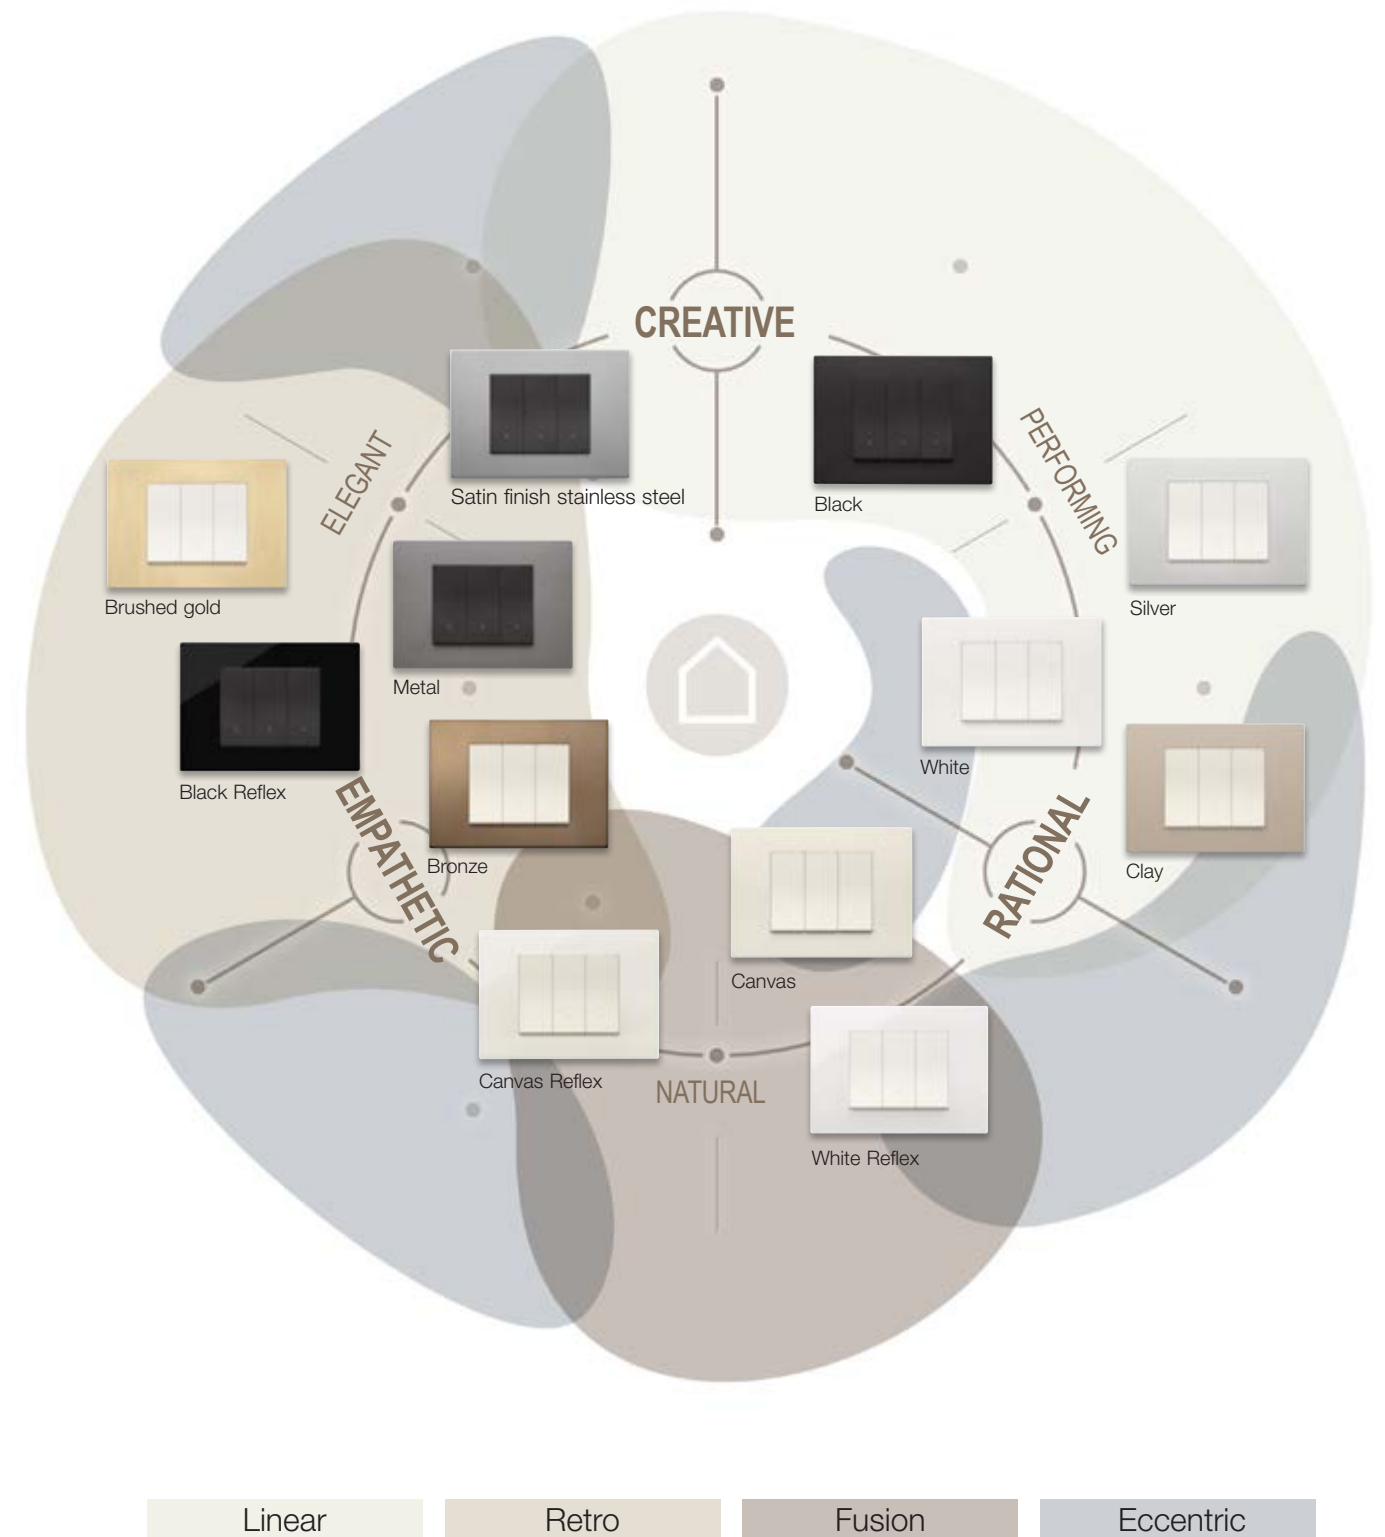 CREATIVE
ELEGANT
PERFORMING
Satin finish stainless steel
Black
Brushed gold
Silver
Metal
White
Black Reflex
EMPATHETIC
Bronze
RATIONAL
Clay
Canvas
Canvas Reflex
NATURAL
White Reflex
Linear
Retro
Fusion
Eccentric